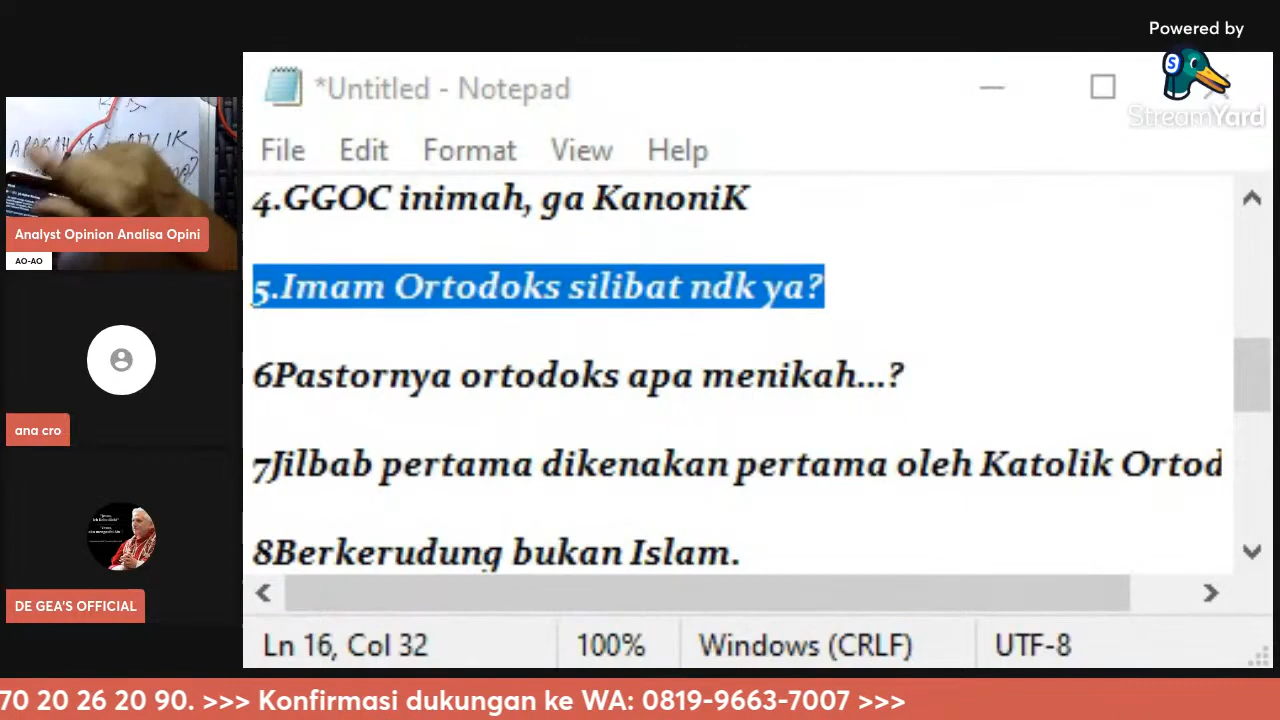 Powered by
StreamYard
*Untitled - Notepad
File Edit Format View Help
4.GGOC inimah, ga KanoniK
5.Imam Ortodoks silibat ndk ya?
6Pastornya ortodoks apa menikah...?
7Jilbab pertama dikenakan pertama oleh Katolik Ortod
8Berkerudung bukan Islam.
Ln 16, Col 32 100% Windows (CRLF) UTF-8
Analyst Opinion Analisa Opini
AO-AO
ana cro
DE GEA'S OFFICIAL
70 20 26 20 90. >>> Konfirmasi dukungan ke WA: 0819-9663-7007 >>>